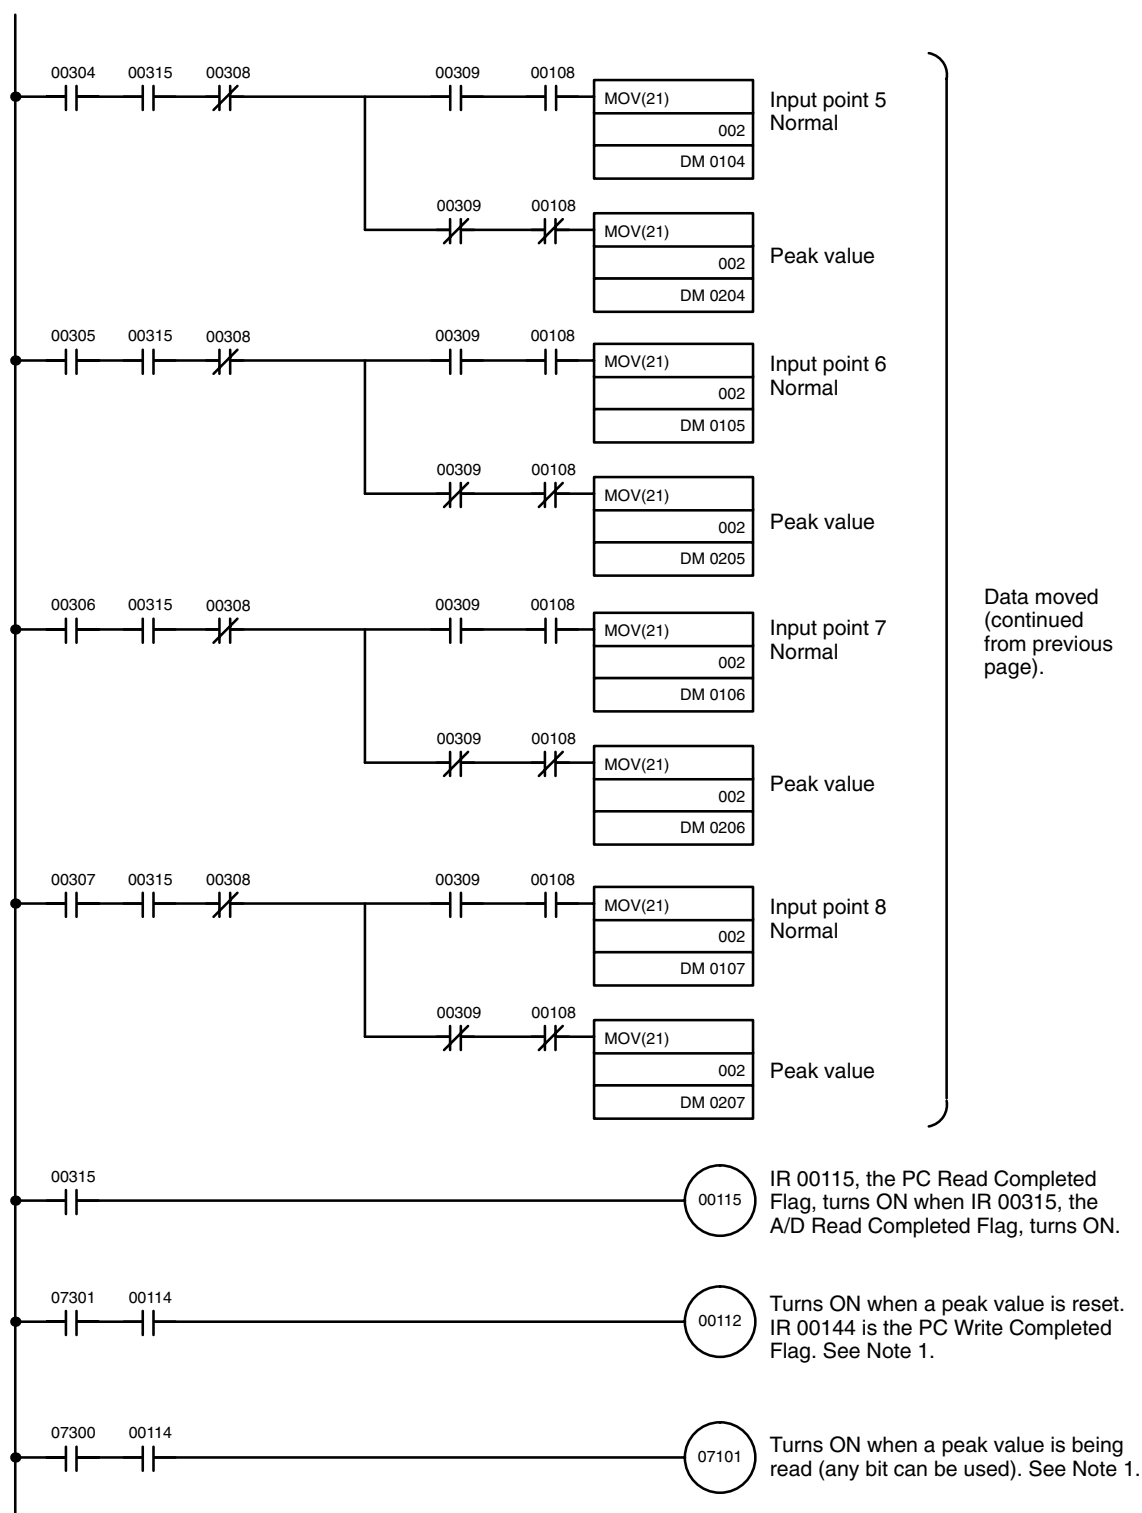 00304 00315 00308 00309 00108
MOV(21)
002
DM 0104
Input point 5
Normal
00309 00108
MOV(21)
002
DM 0204
Peak value
00305 00315 00308 00309 00108
MOV(21)
002
DM 0105
Input point 6
Normal
00309 00108
MOV(21)
002
DM 0205
Peak value
00306 00315 00308 00309 00108
MOV(21)
002
DM 0106
Input point 7
Normal
00309 00108
MOV(21)
002
DM 0206
Peak value
00307 00315 00308 00309 00108
MOV(21)
002
DM 0107
Input point 8
Normal
00309 00108
MOV(21)
002
DM 0207
Peak value
Data moved
(continued
from previous
page).
00315
00115
IR 00115, the PC Read Completed
Flag, turns ON when IR 00315, the
A/D Read Completed Flag, turns ON.
07301 00114
00112
Turns ON when a peak value is reset.
IR 00144 is the PC Write Completed
Flag. See Note 1.
07300 00114
07101
Turns ON when a peak value is being
read (any bit can be used). See Note 1.